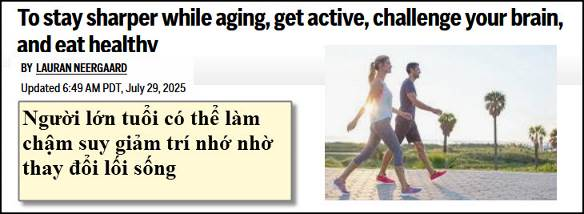 To stay sharper while aging, get active, challenge your brain,
and eat healthy
BY LAURAN NEERGAARD
Updated 6:49 AM PDT, July 29, 2025
Người lớn tuổi có thể làm
chậm suy giảm trí nhớ nhờ
thay đổi lối sống